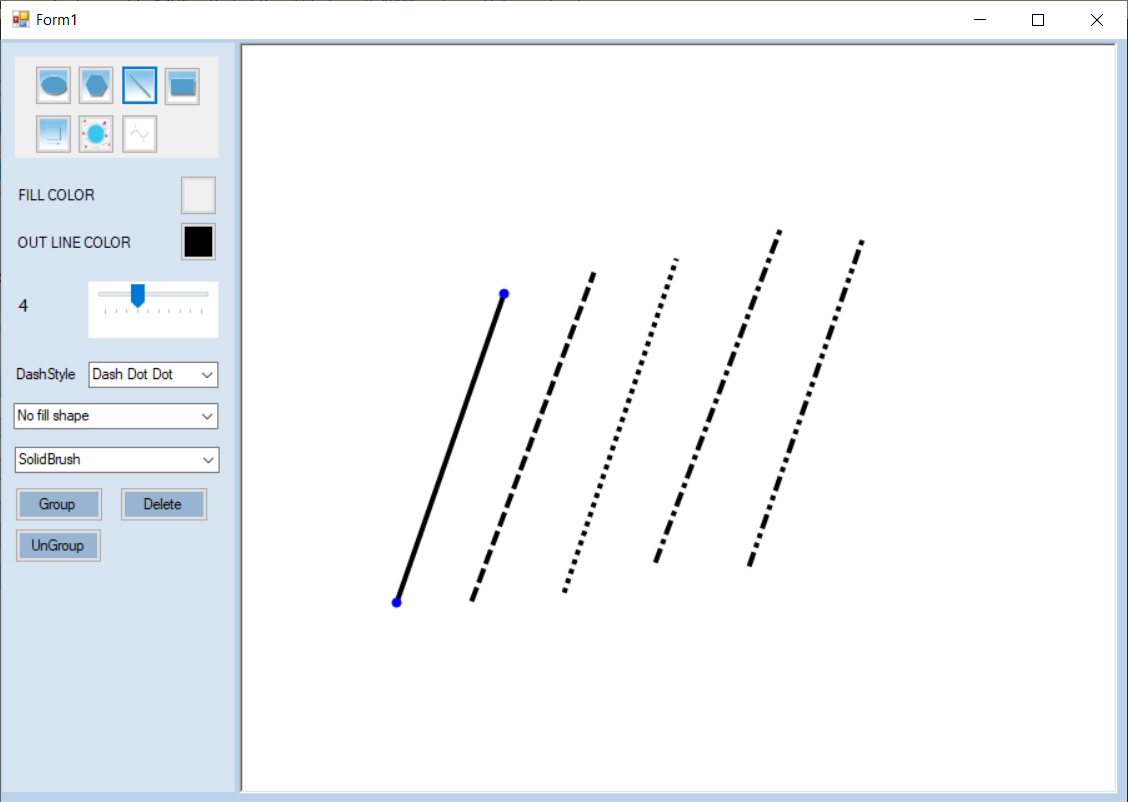 Form1
FILL COLOR
OUT LINE COLOR
4
DashStyle Dash Dot Dot
No fill shape
SolidBrush
Group Delete
UnGroup